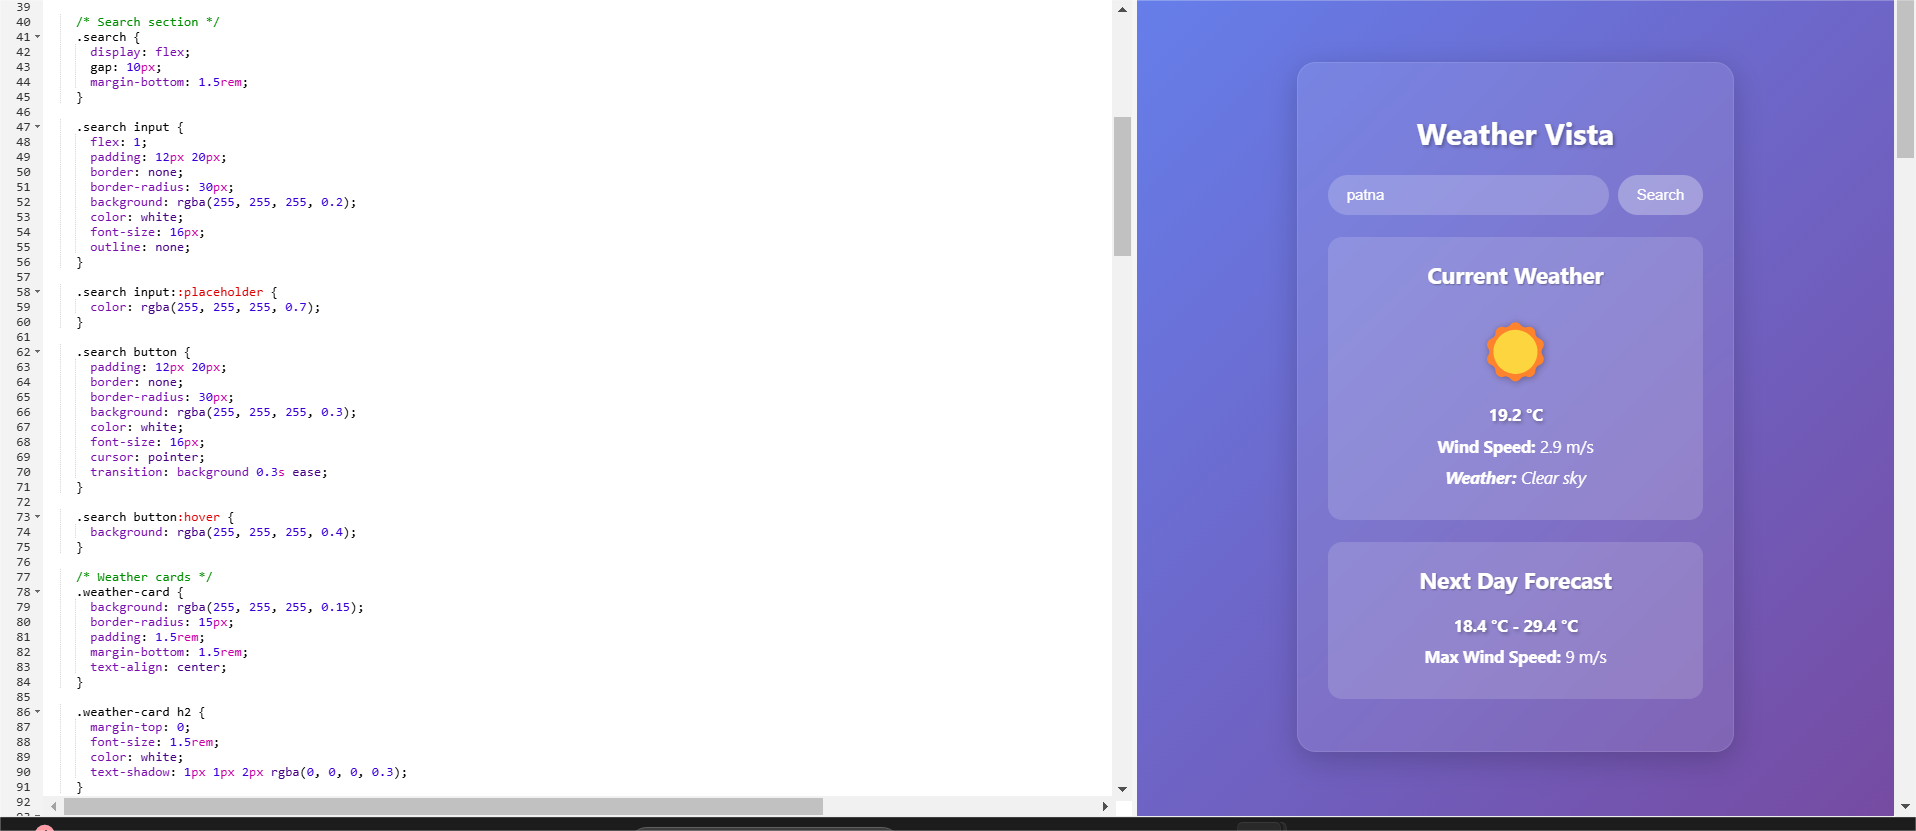 39
40 /* Search section */
41 .search {
42 display: flex;
43 gap: 10px;
44 margin-bottom: 1.5rem;
45 }
46
47 .search input {
48 flex: 1;
49 padding: 12px 20px;
50 border: none;
51 border-radius: 30px;
52 background: rgba(255, 255, 255, 0.2);
53 color: white;
54 font-size: 16px;
55 outline: none;
56 }
57
58 .search input::placeholder {
59 color: rgba(255, 255, 255, 0.7);
60 }
61
62 .search button {
63 padding: 12px 20px;
64 border: none;
65 border-radius: 30px;
66 background: rgba(255, 255, 255, 0.3);
67 color: white;
68 font-size: 16px;
69 cursor: pointer;
70 transition: background 0.3s ease;
71 }
72
73 .search button:hover {
74 background: rgba(255, 255, 255, 0.4);
75 }
76
77 /* Weather cards */
78 .weather-card {
79 background: rgba(255, 255, 255, 0.15);
80 border-radius: 15px;
81 padding: 1.5rem;
82 margin-bottom: 1.5rem;
83 text-align: center;
84 }
85
86 .weather-card h2 {
87 margin-top: 0;
88 font-size: 1.5rem;
89 color: white;
90 text-shadow: 1px 1px 2px rgba(0, 0, 0, 0.3);
91 }
92
Weather Vista
patna Search
Current Weather
19.2 °C
Wind Speed: 2.9 m/s
Weather: Clear sky
Next Day Forecast
18.4 °C - 29.4 °C
Max Wind Speed: 9 m/s